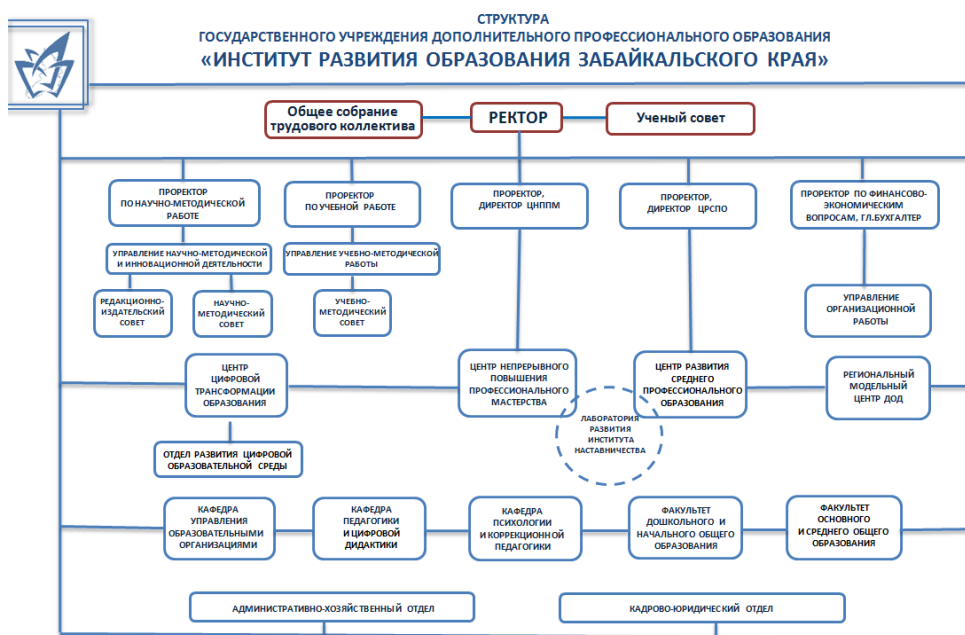 СТРУКТУРА
ГОСУДАРСТВЕННОГО УЧРЕЖДЕНИЯ ДОПОЛНИТЕЛЬНОГО ПРОФЕССИОНАЛЬНОГО ОБРАЗОВАНИЯ
«ИНСТИТУТ РАЗВИТИЯ ОБРАЗОВАНИЯ ЗАБАЙКАЛЬСКОГО КРАЯ»
Общее собрание
трудового коллектива
РЕКТОР
Ученый совет
ПРОРЕКТОР
ПО НАУЧНО-МЕТОДИЧЕСКОЙ
РАБОТЕ
ПРОРЕКТОР
ПО УЧЕБНОЙ РАБОТЕ
ПРОРЕКТОР,
ДИРЕКТОР ЦНППМ
ПРОРЕКТОР,
ДИРЕКТОР ЦРСПО
ПРОРЕКТОР ПО ФИНАНСОВО-
ЭКОНОМИЧЕСКИМ
ВОПРОСАМ, ГЛ.БУХГАЛТЕР
УПРАВЛЕНИЕ НАУЧНО-МЕТОДИЧЕСКОЙ
И ИННОВАЦИОННОЙ ДЕЯТЕЛЬНОСТИ
УПРАВЛЕНИЕ УЧЕБНО-МЕТОДИЧЕСКОЙ
РАБОТЫ
РЕДАКЦИОННО-
ИЗДАТЕЛЬСКИЙ
СОВЕТ
НАУЧНО-
МЕТОДИЧЕСКИЙ
СОВЕТ
УЧЕБНО-
МЕТОДИЧЕСКИЙ
СОВЕТ
УПРАВЛЕНИЕ
ОРГАНИЗАЦИОННОЙ
РАБОТЫ
ЦЕНТР
ЦИФРОВОЙ
ТРАНСФОРМАЦИИ
ОБРАЗОВАНИЯ
ЦЕНТР НЕПРЕРЫВНОГО
ПОВЫШЕНИЯ
ПРОФЕССИОНАЛЬНОГО
МАСТЕРСТВА
ЦЕНТР РАЗВИТИЯ
СРЕДНЕГО
ПРОФЕССИОНАЛЬНОГО
ОБРАЗОВАНИЯ
РЕГИОНАЛЬНЫЙ
МОДЕЛЬНЫЙ
ЦЕНТР ДОД
ЛАБОРАТОРИЯ
РАЗВИТИЯ
ИНСТИТУТА
НАСТАВНИЧЕСТВА
ОТДЕЛ РАЗВИТИЯ ЦИФРОВОЙ
ОБРАЗОВАТЕЛЬНОЙ СРЕДЫ
КАФЕДРА
УПРАВЛЕНИЯ
ОБРАЗОВАТЕЛЬНЫМИ
ОРГАНИЗАЦИЯМИ
КАФЕДРА
ПЕДАГОГИКИ
И ЦИФРОВОЙ
ДИДАКТИКИ
КАФЕДРА
ПСИХОЛОГИИ
И КОРРЕКЦИОННОЙ
ПЕДАГОГИКИ
ФАКУЛЬТЕТ
ДОШКОЛЬНОГО И
НАЧАЛЬНОГО ОБЩЕГО
ОБРАЗОВАНИЯ
ФАКУЛЬТЕТ
ОСНОВНОГО
И СРЕДНЕГО ОБЩЕГО
ОБРАЗОВАНИЯ
АДМИНИСТРАТИВНО-ХОЗЯЙСТВЕННЫЙ ОТДЕЛ
КАДРОВО-ЮРИДИЧЕСКИЙ ОТДЕЛ